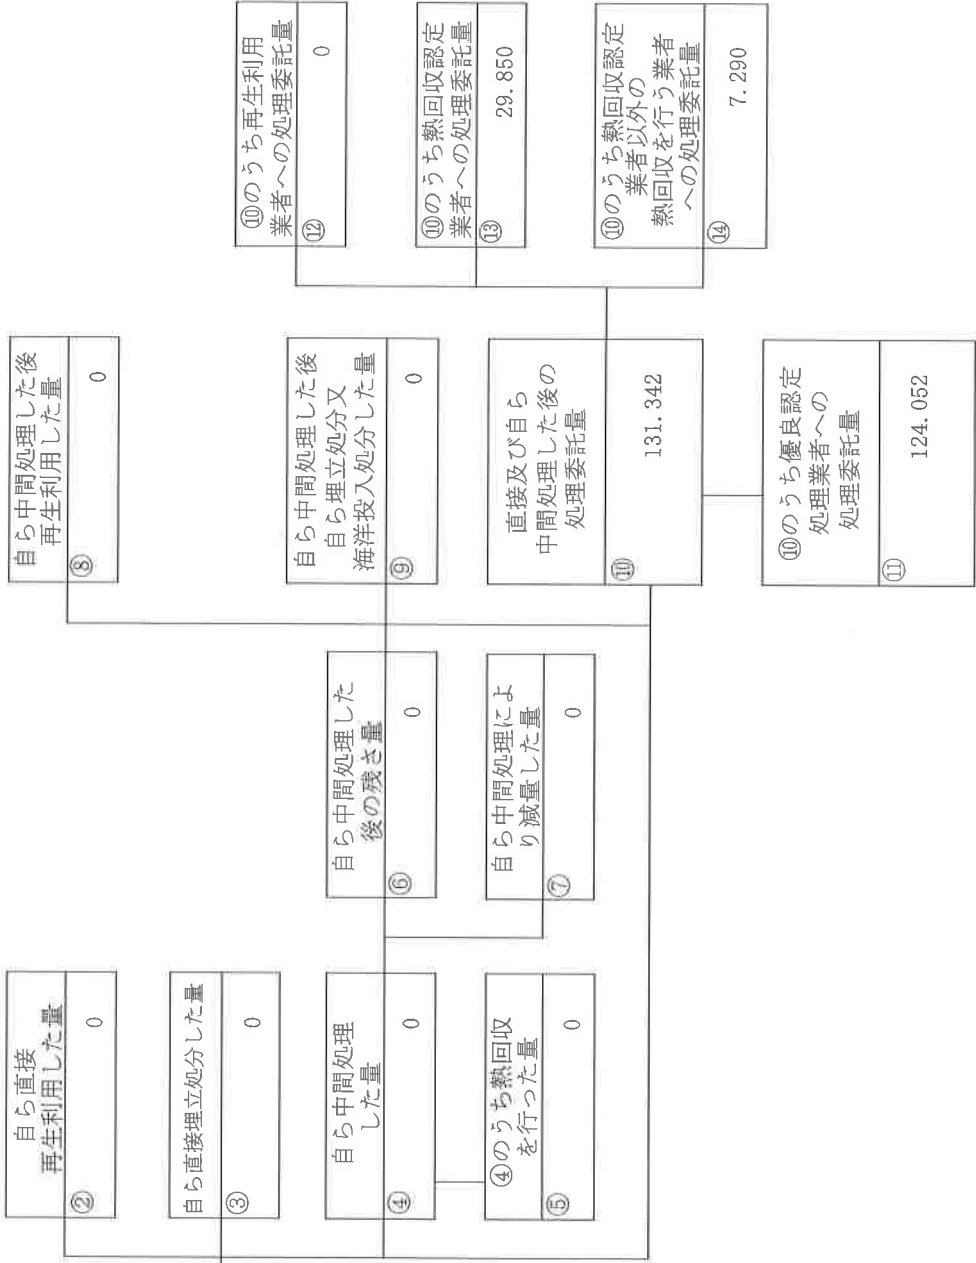 自ら直接
再生利用した量
②
0
自ら直接埋立処分した量
③
0
自ら中間処理
した量
④
0
④のうち熱回収
を行った量
⑤
0
自ら中間処理した
後の残さ量
⑥
0
自ら中間処理によ
り減量した量
⑦
0
自ら中間処理した後
再生利用した量
⑧
0
自ら中間処理した後
自ら埋立処分又
海洋投入処分した量
⑨
0
直接及び自ら
中間処理した後の
処理委託量
⑩
131.342
⑩のうち優良認定
処理業者への
処理委託量
⑪
124.052
⑩のうち再生利用
業者への処理委託量
⑫
0
⑩のうち熱回収認定
業者への処理委託量
⑬
29.850
⑩のうち熱回収認定
業者以外の
熱回収を行う業者
への処理委託量
⑭
7.290